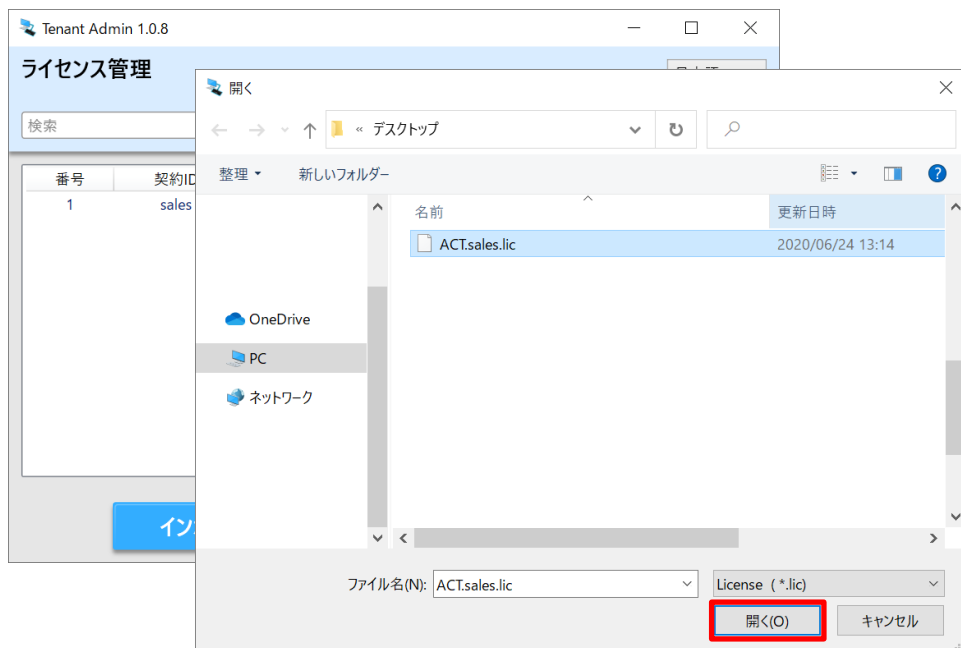 Tenant Admin 1.0.8
ライセンス管理
開く
検索
« デスクトップ
番号 契約ID
整理 新しいフォルダー
1 sales
名前 更新日時
ACT.sales.lic 2020/06/24 13:14
OneDrive
PC
ネットワーク
イン
ファイル名(N): ACT.sales.lic License ( *.lic)
開く(O) キャンセル